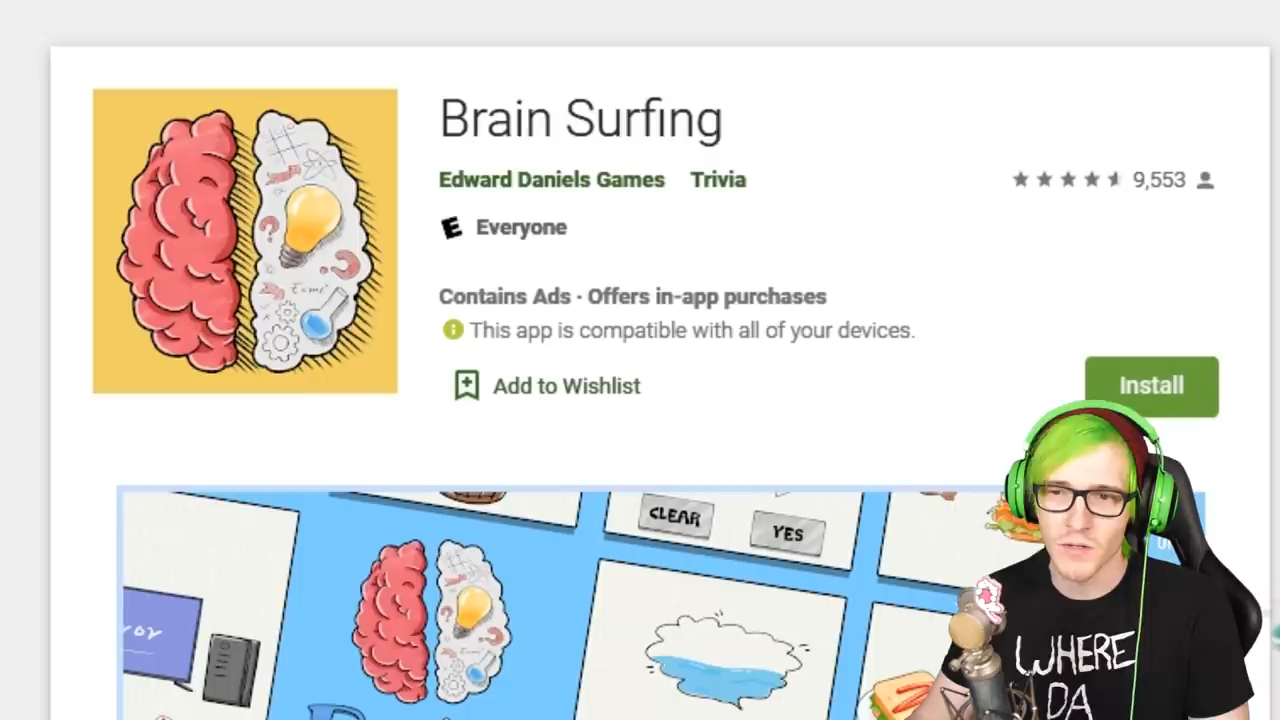 Brain Surfing
Edward Daniels Games Trivia
9,553
E Everyone
Contains Ads · Offers in-app purchases
This app is compatible with all of your devices.
Add to Wishlist
Install
CLEAR
YES
WHERE
DA